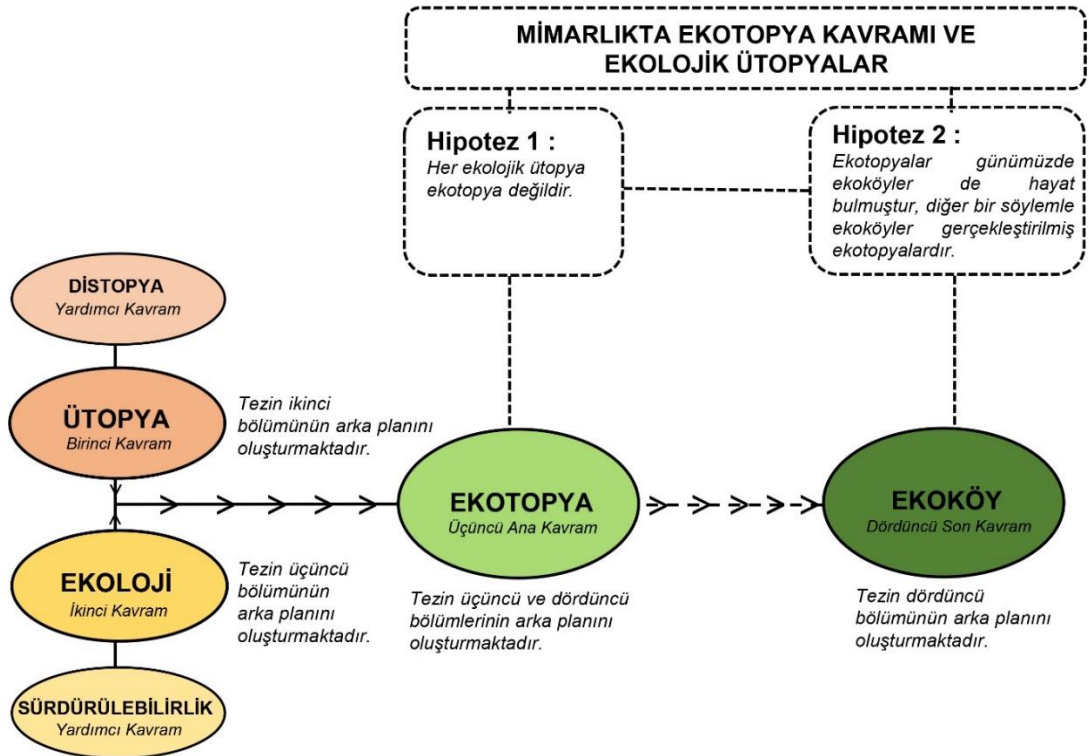 MİMARLIKTA EKOTOPYA KAVRAMI VE
EKOLOJİK ÜTOPYALAR
Hipotez 1 :
Her ekolojik ütopya
ekotopya değildir.
Hipotez 2 :
Ekotopyalar günümüzde
ekoköyler de hayat
bulmuştur, diğer bir söylemle
ekoköyler gerçekleştirilmiş
ekotopyalardır.
DİSTOPYA
Yardımcı Kavram
ÜTOPYA
Birinci Kavram
Tezin ikinci
bölümünün arka planını
oluşturmaktadır.
EKOLOJİ
İkinci Kavram
Tezin üçüncü
bölümünün
arka planını
oluşturmaktadır.
SÜRDÜRÜLEBİLİRLİK
Yardımcı Kavram
EKOTOPYA
Üçüncü Ana Kavram
Tezin üçüncü ve dördüncü
bölümlerinin arka planını
oluşturmaktadır.
EKOKÖY
Dördüncü Son Kavram
Tezin dördüncü
bölümünün arka planını
oluşturmaktadır.